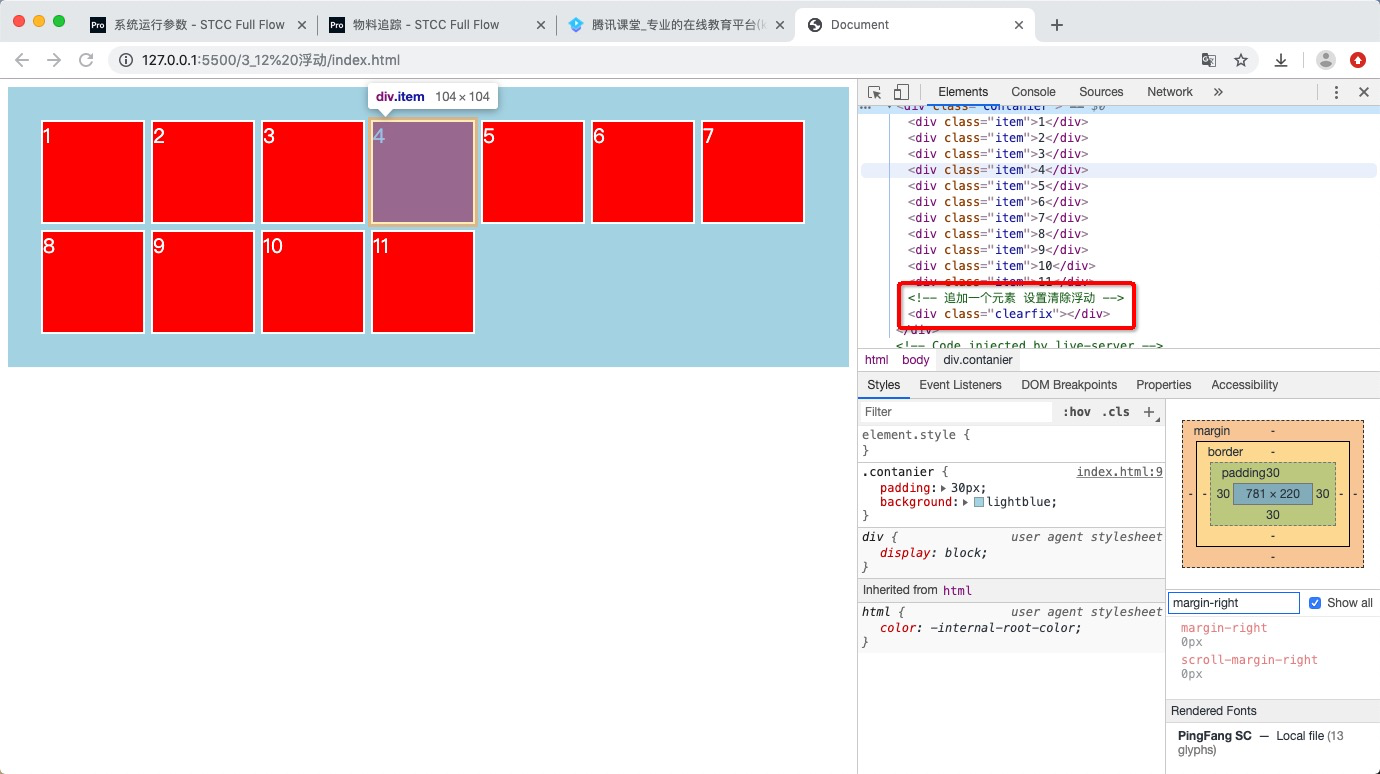 系统运行参数 - STCC Full Flow
物料追踪 - STCC Full Flow
腾讯课堂_专业的在线教育平台(k
Document
127.0.0.1:5500/3_12%20浮动/index.html
div.item 104 × 104
1
2
3
4
5
6
7
8
9
10
11
Elements
Console
Sources
Network
<div class="contanier"> == $0
<div class="item">1</div>
<div class="item">2</div>
<div class="item">3</div>
<div class="item">4</div>
<div class="item">5</div>
<div class="item">6</div>
<div class="item">7</div>
<div class="item">8</div>
<div class="item">9</div>
<div class="item">10</div>
<div class="item">11</div>
<!-- 追加一个元素 设置清除浮动 -->
<div class="clearfix"></div>
</div>
<!-- Code injected by live-server -->
html body div.contanier
Styles
Event Listeners
DOM Breakpoints
Properties
Accessibility
Filter
:hov .cls +
element.style {
}
.contanier { index.html:9
padding: 30px;
background: lightblue;
}
div { user agent stylesheet
display: block;
}
Inherited from html
html { user agent stylesheet
color: -internal-root-color;
}
margin -
border -
padding30
- - 30 781 × 220 30 - -
30
-
-
margin-right
Show all
margin-right
0px
scroll-margin-right
0px
Rendered Fonts
PingFang SC — Local file (13
glyphs)